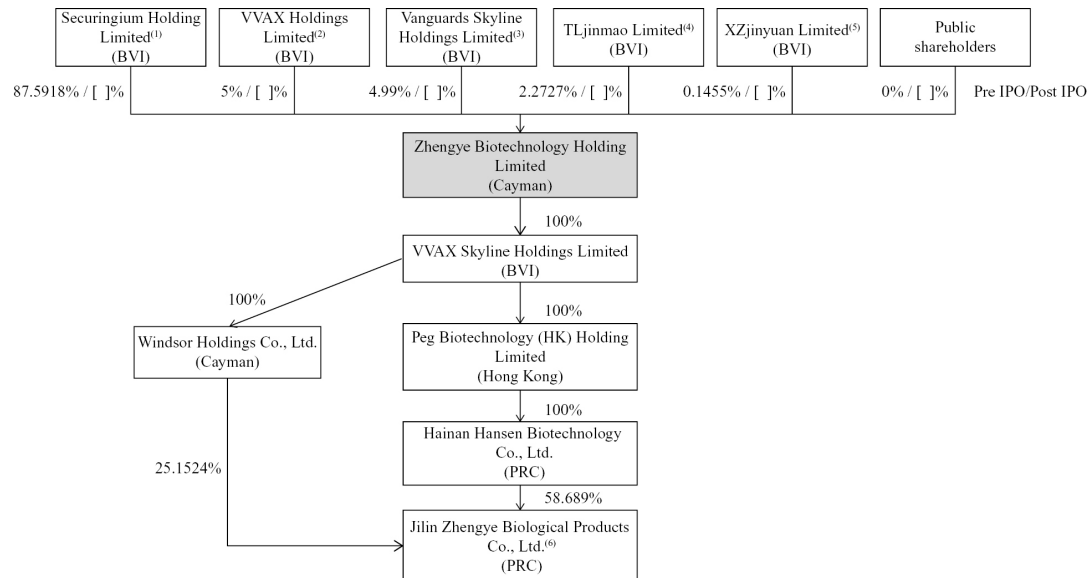 Securingium Holding
Limited(1)
(BVI)
VVAX Holdings
Limited(2)
(BVI)
Vanguards Skyline
Holdings Limited(3)
(BVI)
TLjinmao Limited(4)
(BVI)
XZjinyuan Limited(5)
(BVI)
Public
shareholders
87.5918% / [ ]%
5% / [ ]%
4.99% / [ ]%
2.2727% / [ ]%
0.1455% / [ ]%
0% / [ ]%
Pre IPO/Post IPO
Zhengye Biotechnology Holding
Limited
(Cayman)
100%
VVAX Skyline Holdings Limited
(BVI)
100%
100%
Windsor Holdings Co., Ltd.
(Cayman)
Peg Biotechnology (HK) Holding
Limited
(Hong Kong)
100%
Hainan Hansen Biotechnology
Co., Ltd.
(PRC)
25.1524%
58.689%
Jilin Zhengye Biological Products
Co., Ltd.(6)
(PRC)